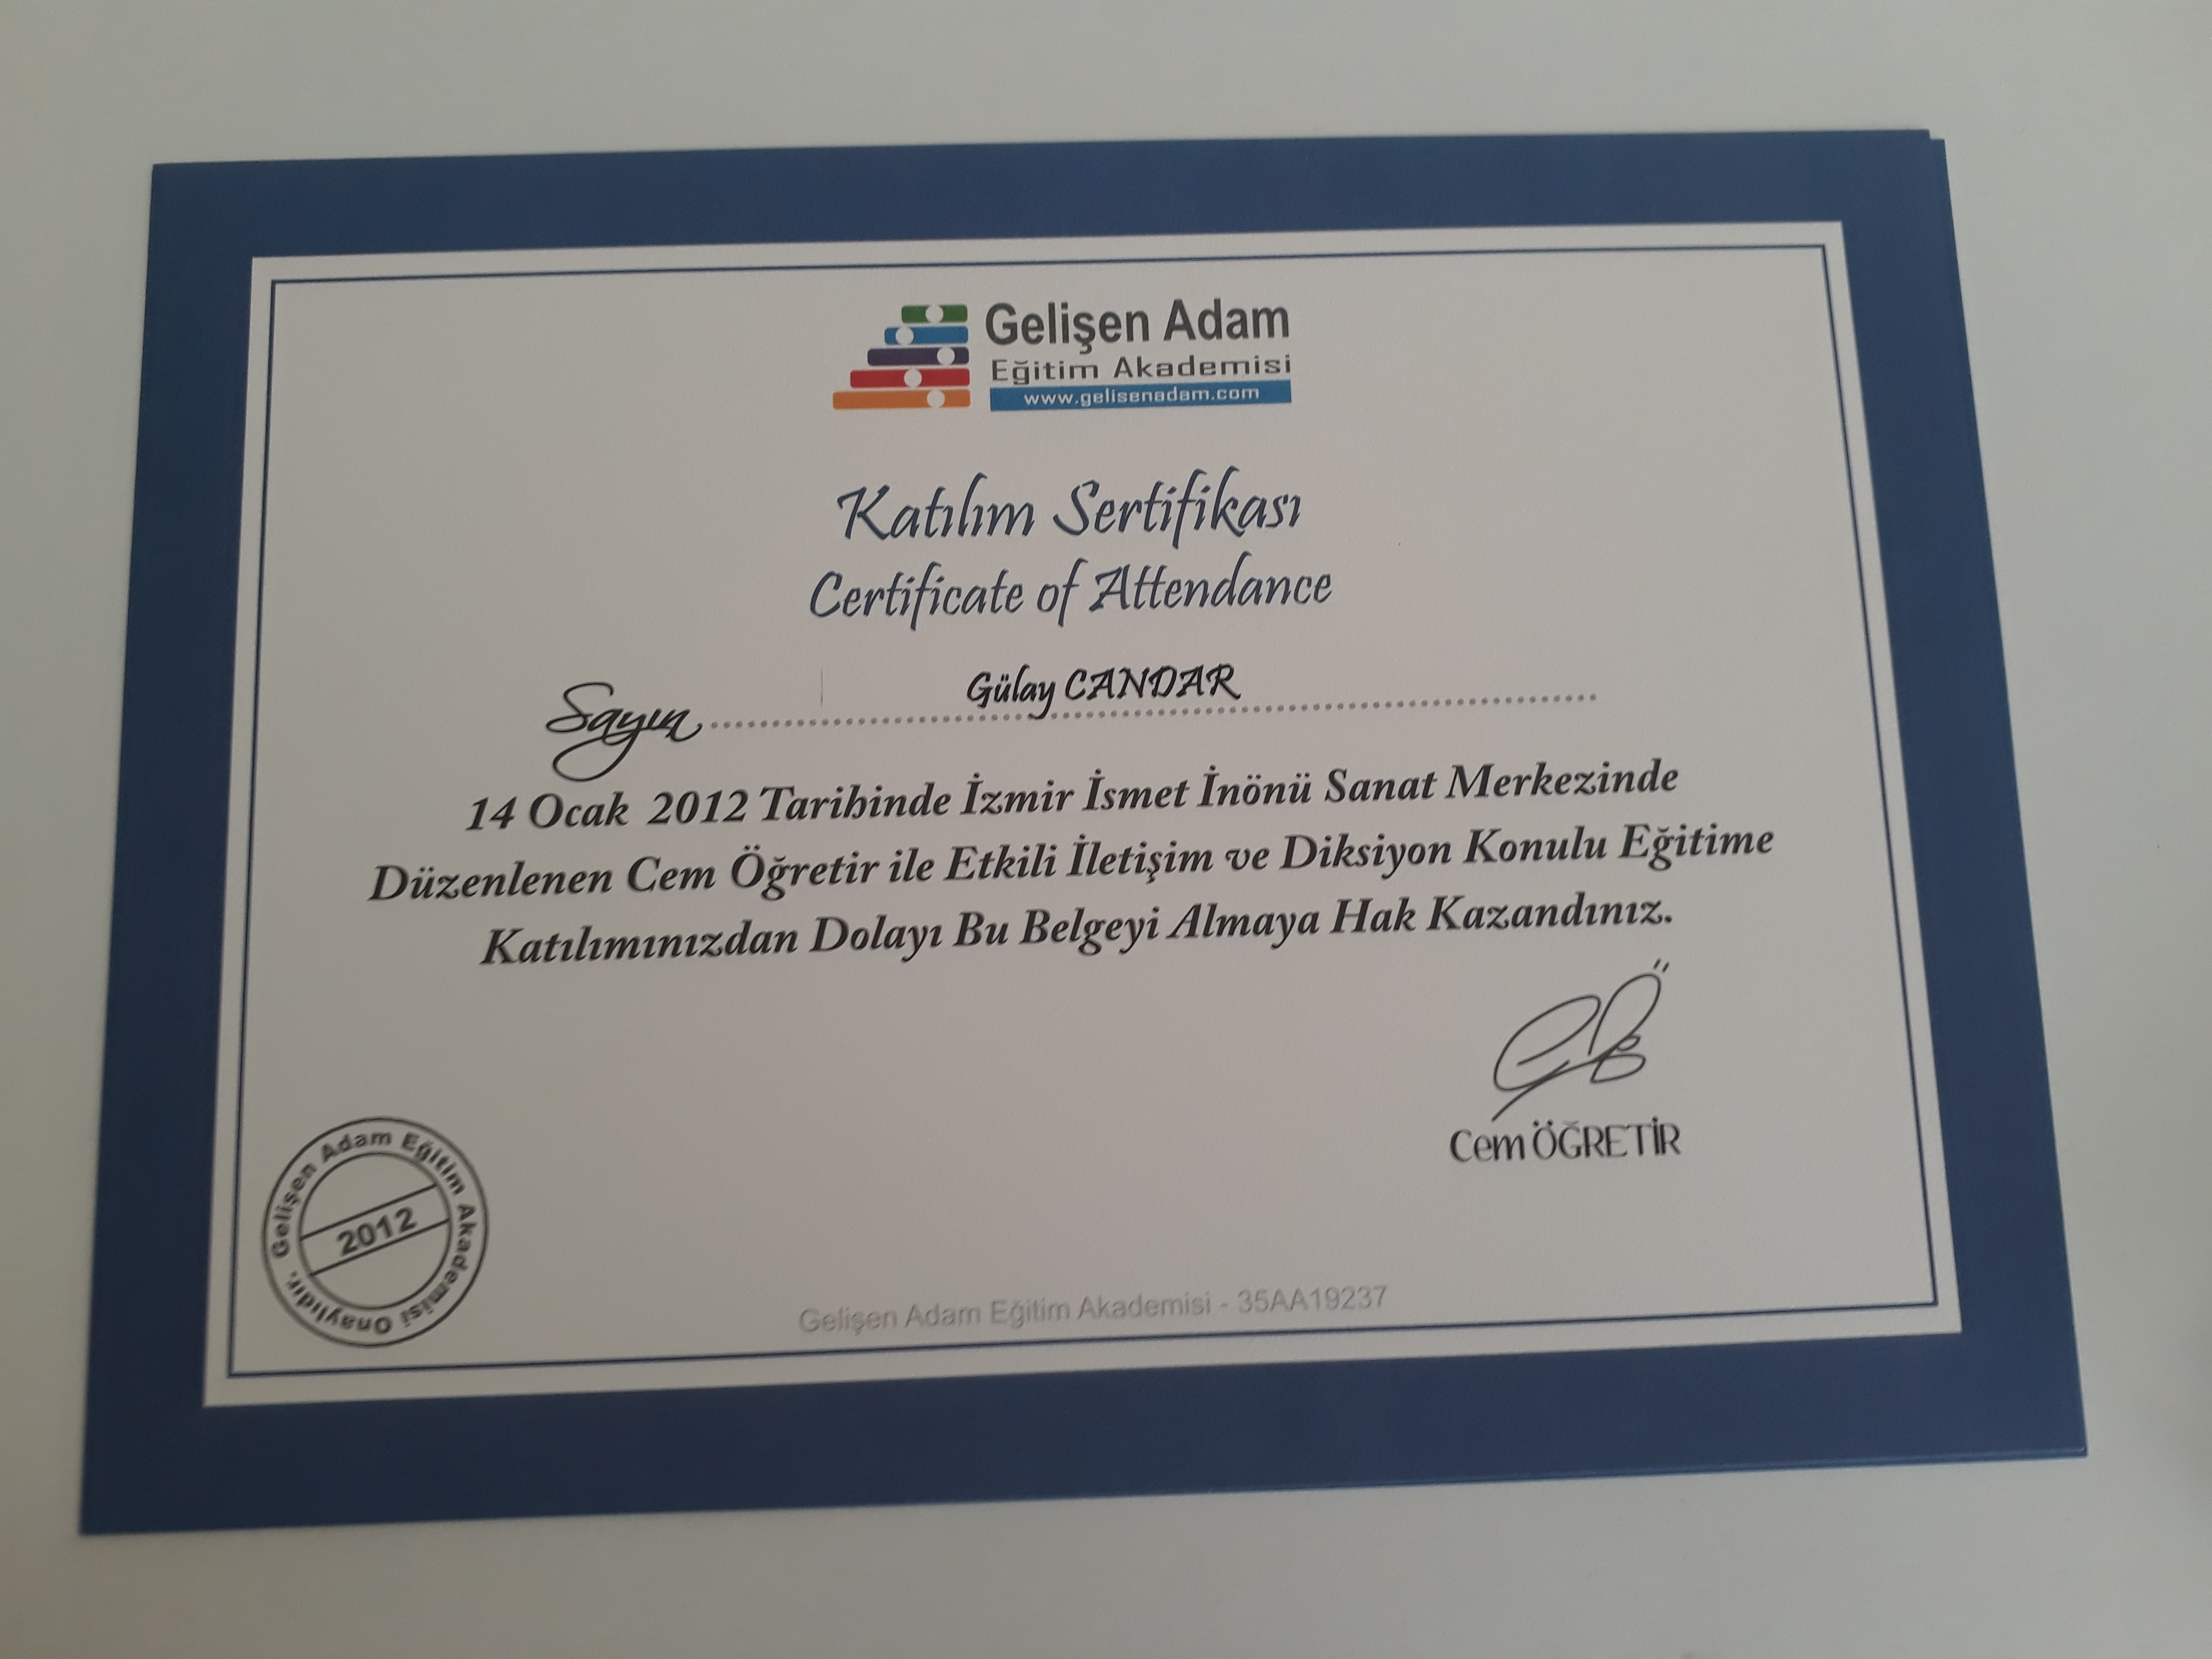 Gelişen Adam
Eğitim Akademisi
www.gelisenadam.com
Katılım Sertifikası
Certificate of Attendance
Sayın Gülay CANDAR
14 Ocak 2012 Tarihinde İzmir İsmet İnönü Sanat Merkezinde
Düzenlenen Cem Öğretir ile Etkili İletişim ve Diksiyon Konulu Eğitime
Katılımınızdan Dolayı Bu Belgeyi Almaya Hak Kazandınız.
Cem ÖĞRETİR
Gelişen Adam Eğitim Akademisi Onaylıdır.
2012
Gelişen Adam Eğitim Akademisi - 35AA19237